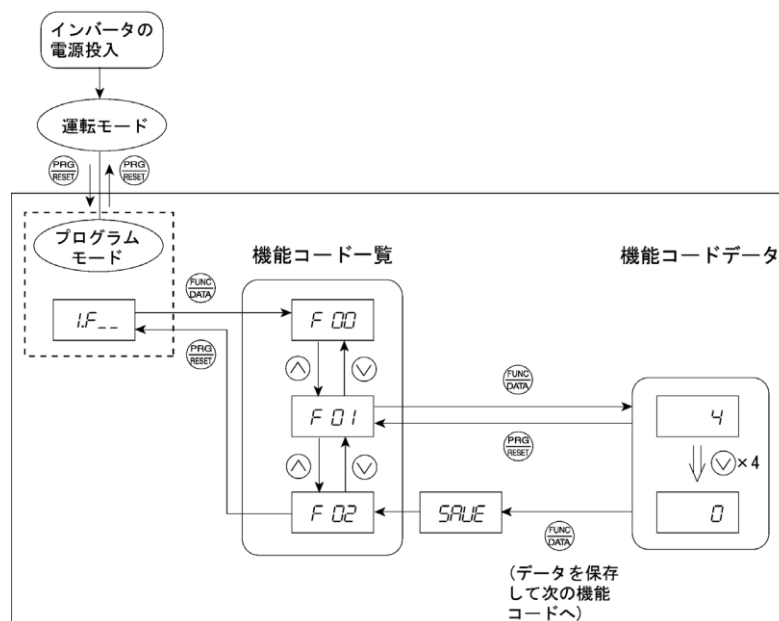 インバータの
電源投入
運転モード
PRG
RESET
PRG
RESET
プログラム
モード
機能コード一覧
機能コードデータ
FUNC
DATA
1.F__
F 00
PRG
RESET
FUNC
DATA
F 01
4
PRG
RESET
×4
F 02
SAUE
0
FUNC
DATA
(データを保存
して次の機能
コードへ)